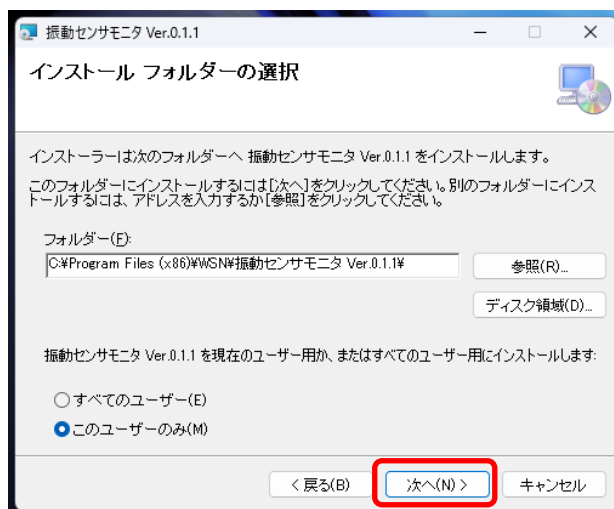 振動センサモニタ Ver.0.1.1
インストール フォルダーの選択
インストーラーは次のフォルダーへ 振動センサモニタ Ver.0.1.1 をインストールします。
このフォルダーにインストールするには[次へ]をクリックしてください。別のフォルダーにインス
トールするには、アドレスを入力するか[参照]をクリックしてください。
フォルダー(F):
C:¥Program Files (x86)¥WSN¥振動センサモニタ Ver.0.1.1¥
参照(R)...
ディスク領域(D)...
振動センサモニタ Ver.0.1.1 を現在のユーザー用か、またはすべてのユーザー用にインストールします:
すべてのユーザー(E)
このユーザーのみ(M)
< 戻る(B)
次へ(N) >
キャンセル